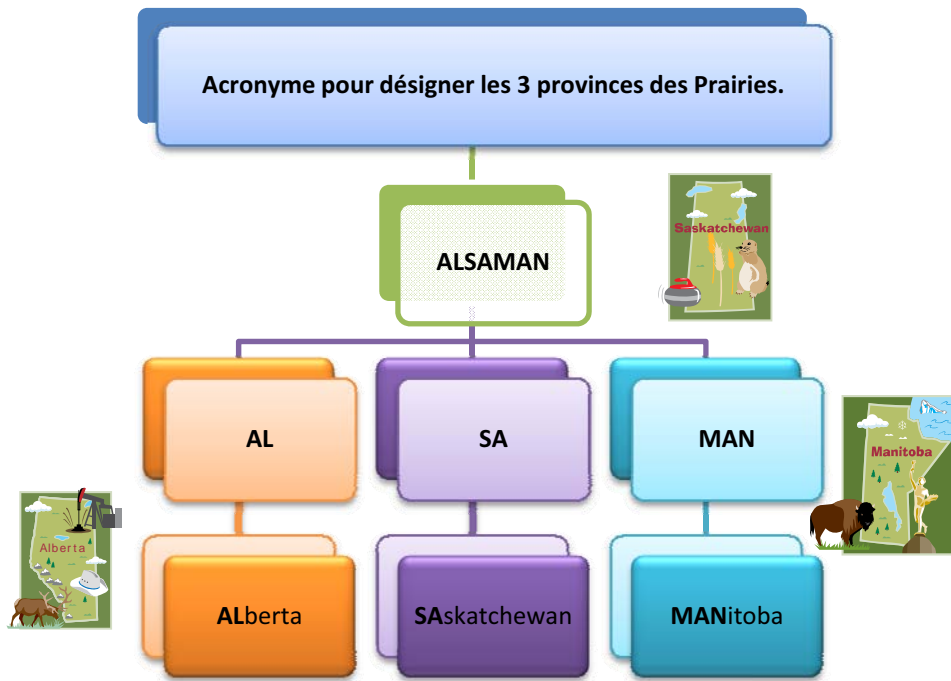 Acronyme pour désigner les 3 provinces des Prairies.
ALSAMAN
Saskatchewan
AL
SA
MAN
Manitoba
Alberta
ALberta
SAskatchewan
MANitoba